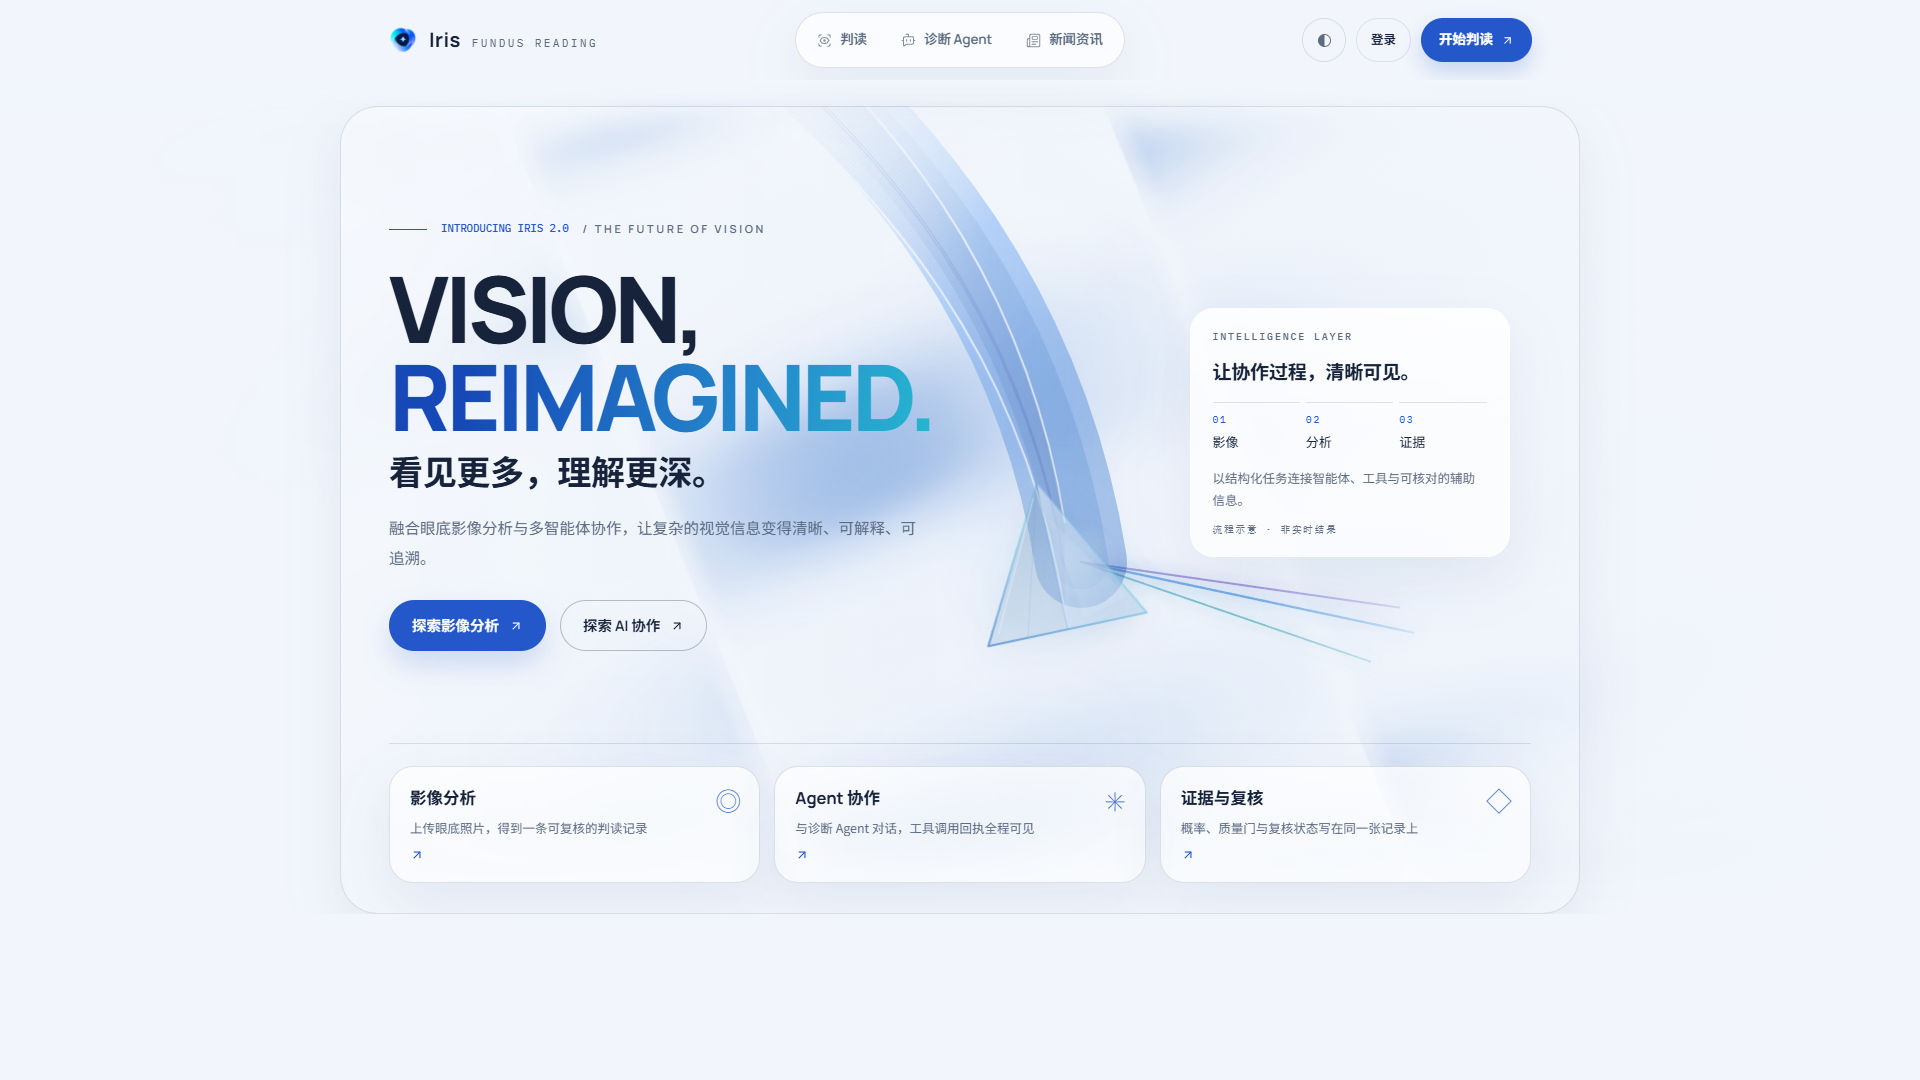 Iris FUNDUS READING
判读
诊断 Agent
新闻资讯
登录
开始判读
INTRODUCING IRIS 2.0 / THE FUTURE OF VISION
VISION,
REIMAGINED.
看见更多，理解更深。
融合眼底影像分析与多智能体协作，让复杂的视觉信息变得清晰、可解释、可
追溯。
探索影像分析
探索 AI 协作
INTELLIGENCE LAYER
让协作过程，清晰可见。
01 02 03
影像 分析 证据
以结构化任务连接智能体、工具与可核对的辅助
信息。
流程示意 · 非实时结果
影像分析
上传眼底照片，得到一条可复核的判读记录
Agent 协作
与诊断 Agent 对话，工具调用回执全程可见
证据与复核
概率、质量门与复核状态写在同一张记录上